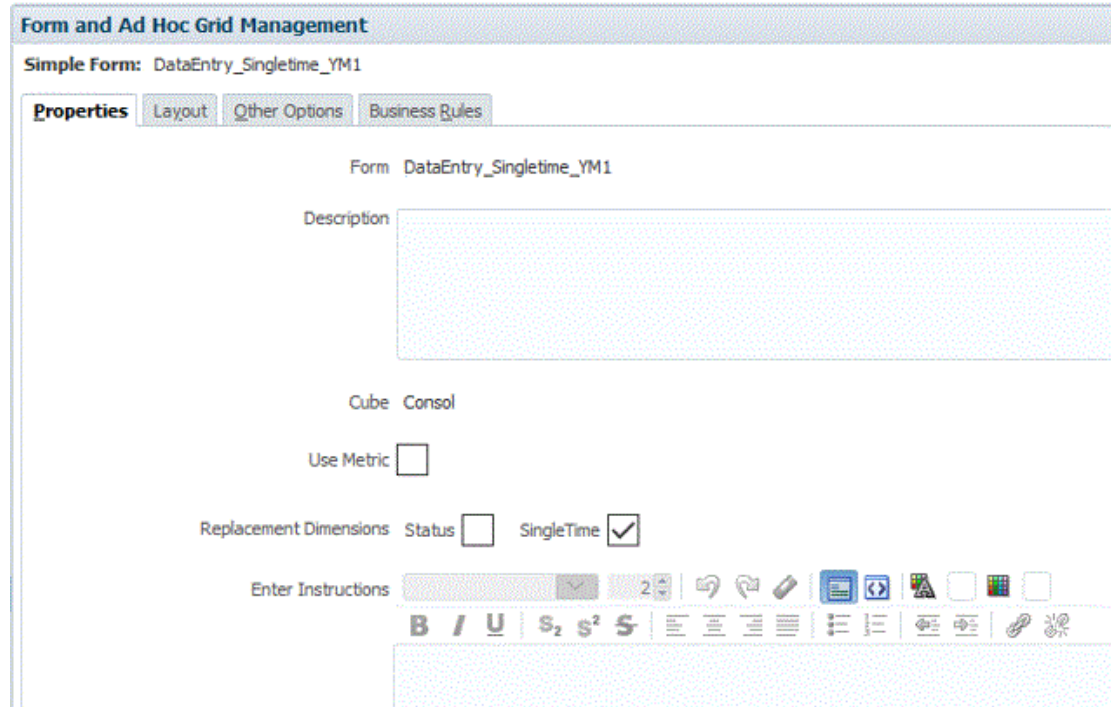 Form and Ad Hoc Grid Management
Simple Form: DataEntry_Singletime_YM1
Properties Layout Other Options Business Rules
Form DataEntry_Singletime_YM1
Description
Cube Consol
Use Metric
Replacement Dimensions Status SingleTime
Enter Instructions 2
B I U S₂ S² S